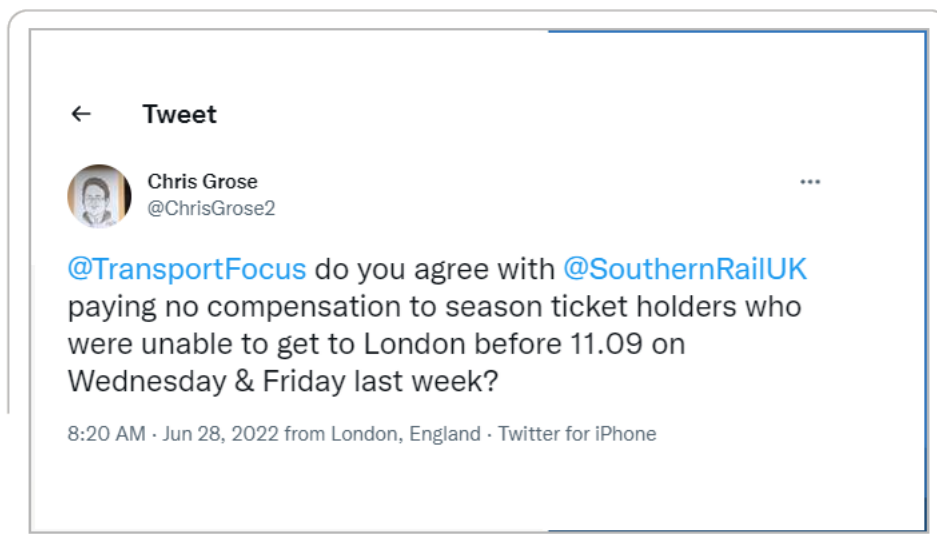 ← Tweet
Chris Grose
@ChrisGrose2
@TransportFocus do you agree with @SouthernRailUK
paying no compensation to season ticket holders who
were unable to get to London before 11.09 on
Wednesday & Friday last week?
8:20 AM · Jun 28, 2022 from London, England · Twitter for iPhone